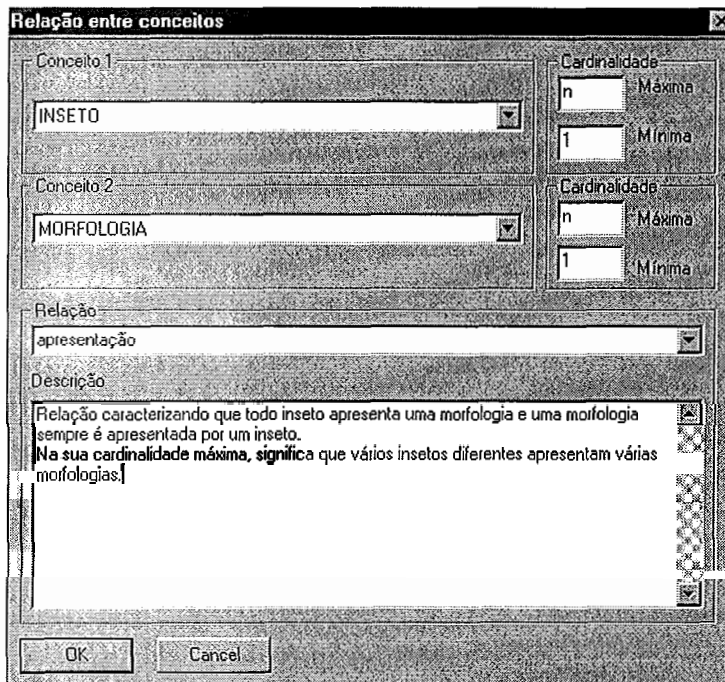 Relação entre conceitos
Conceito 1
INSETO
Cardinalidade
n Máxima
1 Mínima
Conceito 2
MORFOLOGIA
Cardinalidade
n Máxima
1 Mínima
Relação
apresentação
Descrição
Relação caracterizando que todo inseto apresenta uma morfologia e uma morfologia
sempre é apresentada por um inseto.
Na sua cardinalidade máxima, significa que vários insetos diferentes apresentam várias
morfologias.
OK Cancel